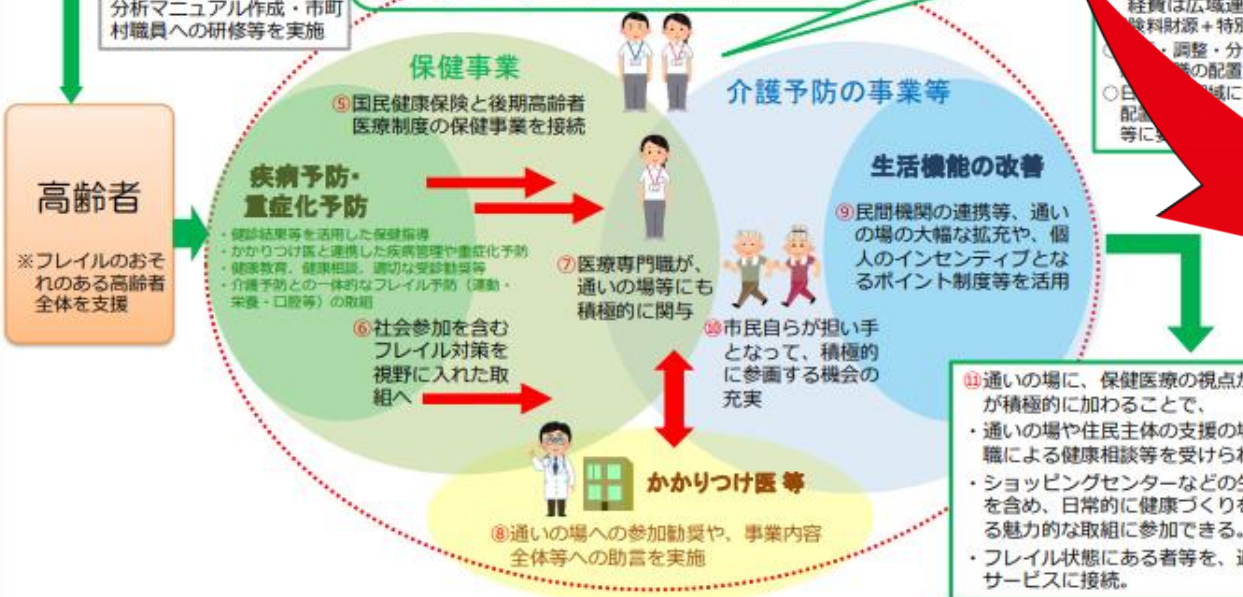 分析マニュアル作成・市町
村職員への研修等を実施
経費は広域連
険料財源＋特別
・調整・分
の配置
域に
配置
等に
保健事業
⑤国民健康保険と後期高齢者
医療制度の保健事業を接続
介護予防の事業等
高齢者
※フレイルのおそ
れのある高齢者
全体を支援
疾病予防・
重症化予防
・健診結果等を活用した保健指導
・かかりつけ医と連携した疾病管理や重症化予防
・健康教育、健康相談、適切な受診勧奨等
・介護予防との一体的なフレイル予防（運動・
栄養・口腔等）の取組
生活機能の改善
⑨民間機関の連携等、通い
の場の大幅な拡充や、個
人のインセンティブとな
るポイント制度等を活用
⑦医療専門職が、
通いの場等にも
積極的に関与
⑥社会参加を含む
フレイル対策を
視野に入れた取
組へ
⑩市民自らが担い手
となって、積極的
に参画する機会の
充実
かかりつけ医 等
⑧通いの場への参加勧奨や、事業内容
全体等への助言を実施
⑪通いの場に、保健医療の視点か
が積極的に加わることで、
・通いの場や住民主体の支援の場
職による健康相談等を受けられ
・ショッピングセンターなどの生
を含め、日常的に健康づくりを
る魅力的な取組に参加できる。
・フレイル状態にある者等を、適
サービスに接続。